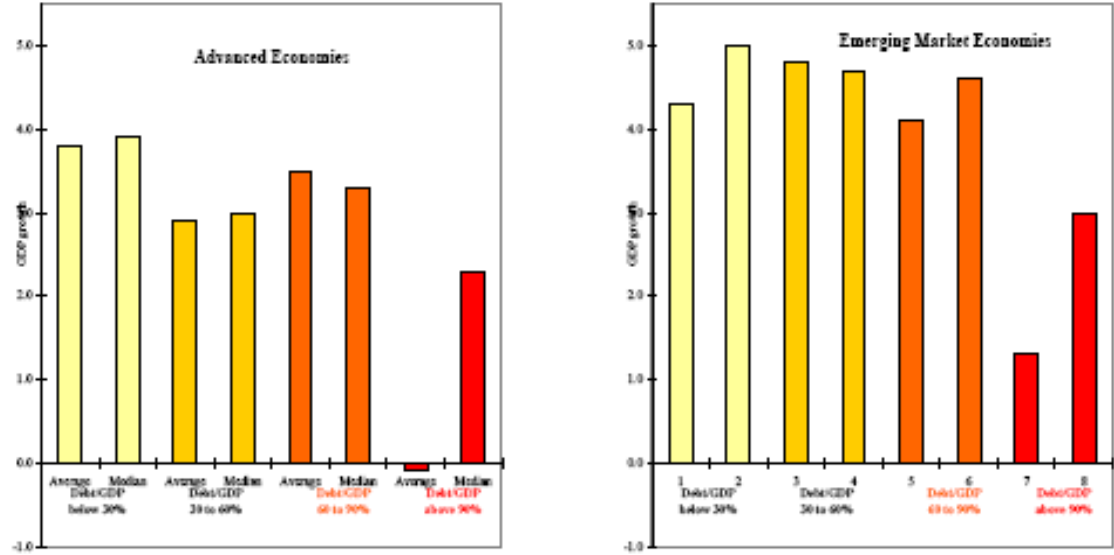 Advanced Economies
5.0
4.0
3.0
2.0
1.0
0.0
-1.0
GDP growth
Average Median Average Median Average Median Average Median
Debt/GDP Debt/GDP Debt/GDP Debt/GDP
below 30% 30 to 60% 60 to 90% above 90%
Emerging Market Economies
5.0
4.0
3.0
2.0
1.0
0.0
-1.0
GDP growth
1 2 3 4 5 6 7 8
Debt/GDP Debt/GDP Debt/GDP Debt/GDP
below 30% 30 to 60% 60 to 90% above 90%